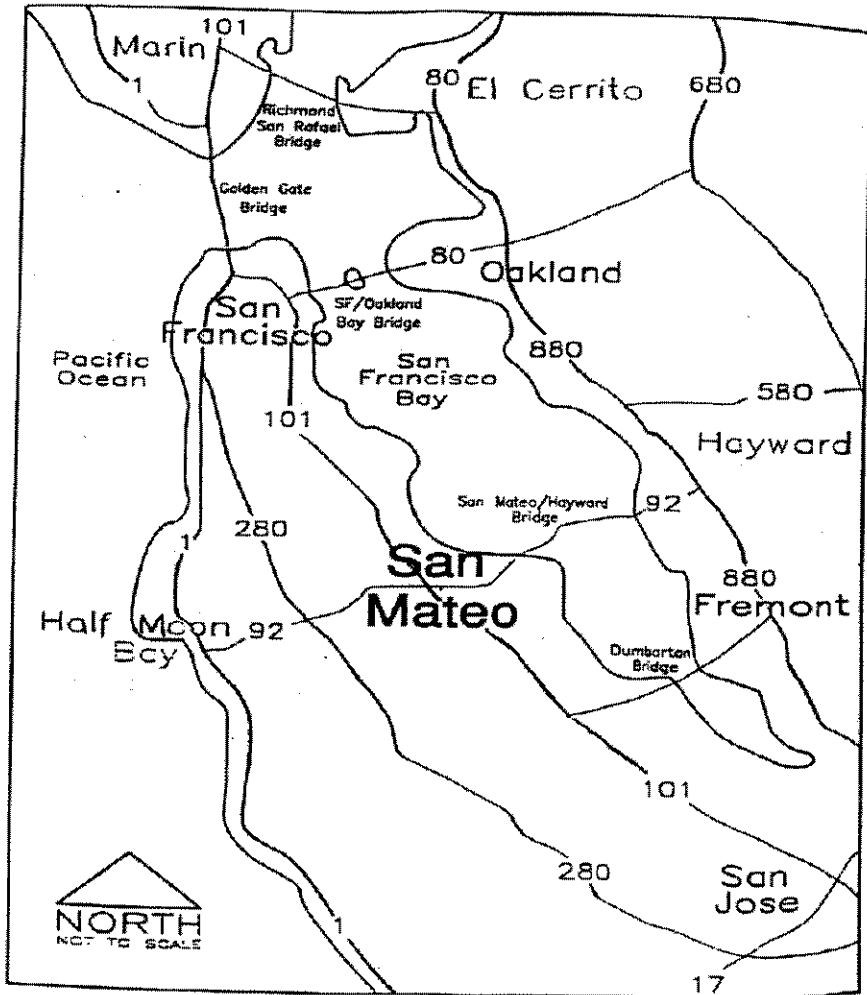 101
Marin
1
80
El Cerrito
680
Richmond
San Rafael
Bridge
Golden Gate
Bridge
80
Oakland
San
Francisco
SF/Oakland
Bay Bridge
Pacific
Ocean
San
Francisco
Bay
880
580
101
Hayward
San Mateo/Hayward
Bridge
92
280
1
San
Mateo
880
Fremont
Half Moon
Bay
92
Dumbarton
Bridge
101
280
San
Jose
NORTH
NOT TO SCALE
1
17